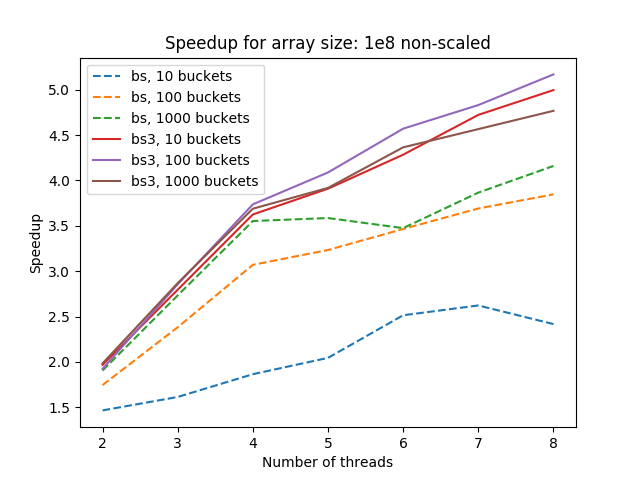 Speedup for array size: 1e8 non-scaled
bs, 10 buckets
bs, 100 buckets
bs, 1000 buckets
bs3, 10 buckets
bs3, 100 buckets
bs3, 1000 buckets
Speedup
5.0
4.5
4.0
3.5
3.0
2.5
2.0
1.5
2 3 4 5 6 7 8
Number of threads